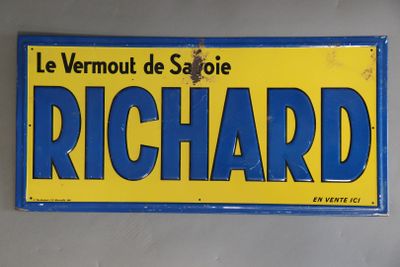 Le Vermout de Savoie
RICHARD
EN VENTE ICI